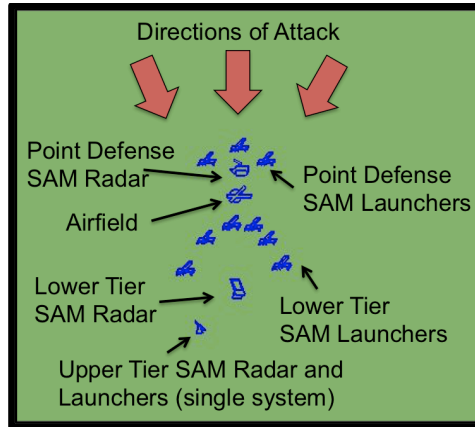 Directions of Attack
Point Defense
SAM Radar
Point Defense
SAM Launchers
Airfield
Lower Tier
SAM Radar
Lower Tier
SAM Launchers
Upper Tier SAM Radar and
Launchers (single system)